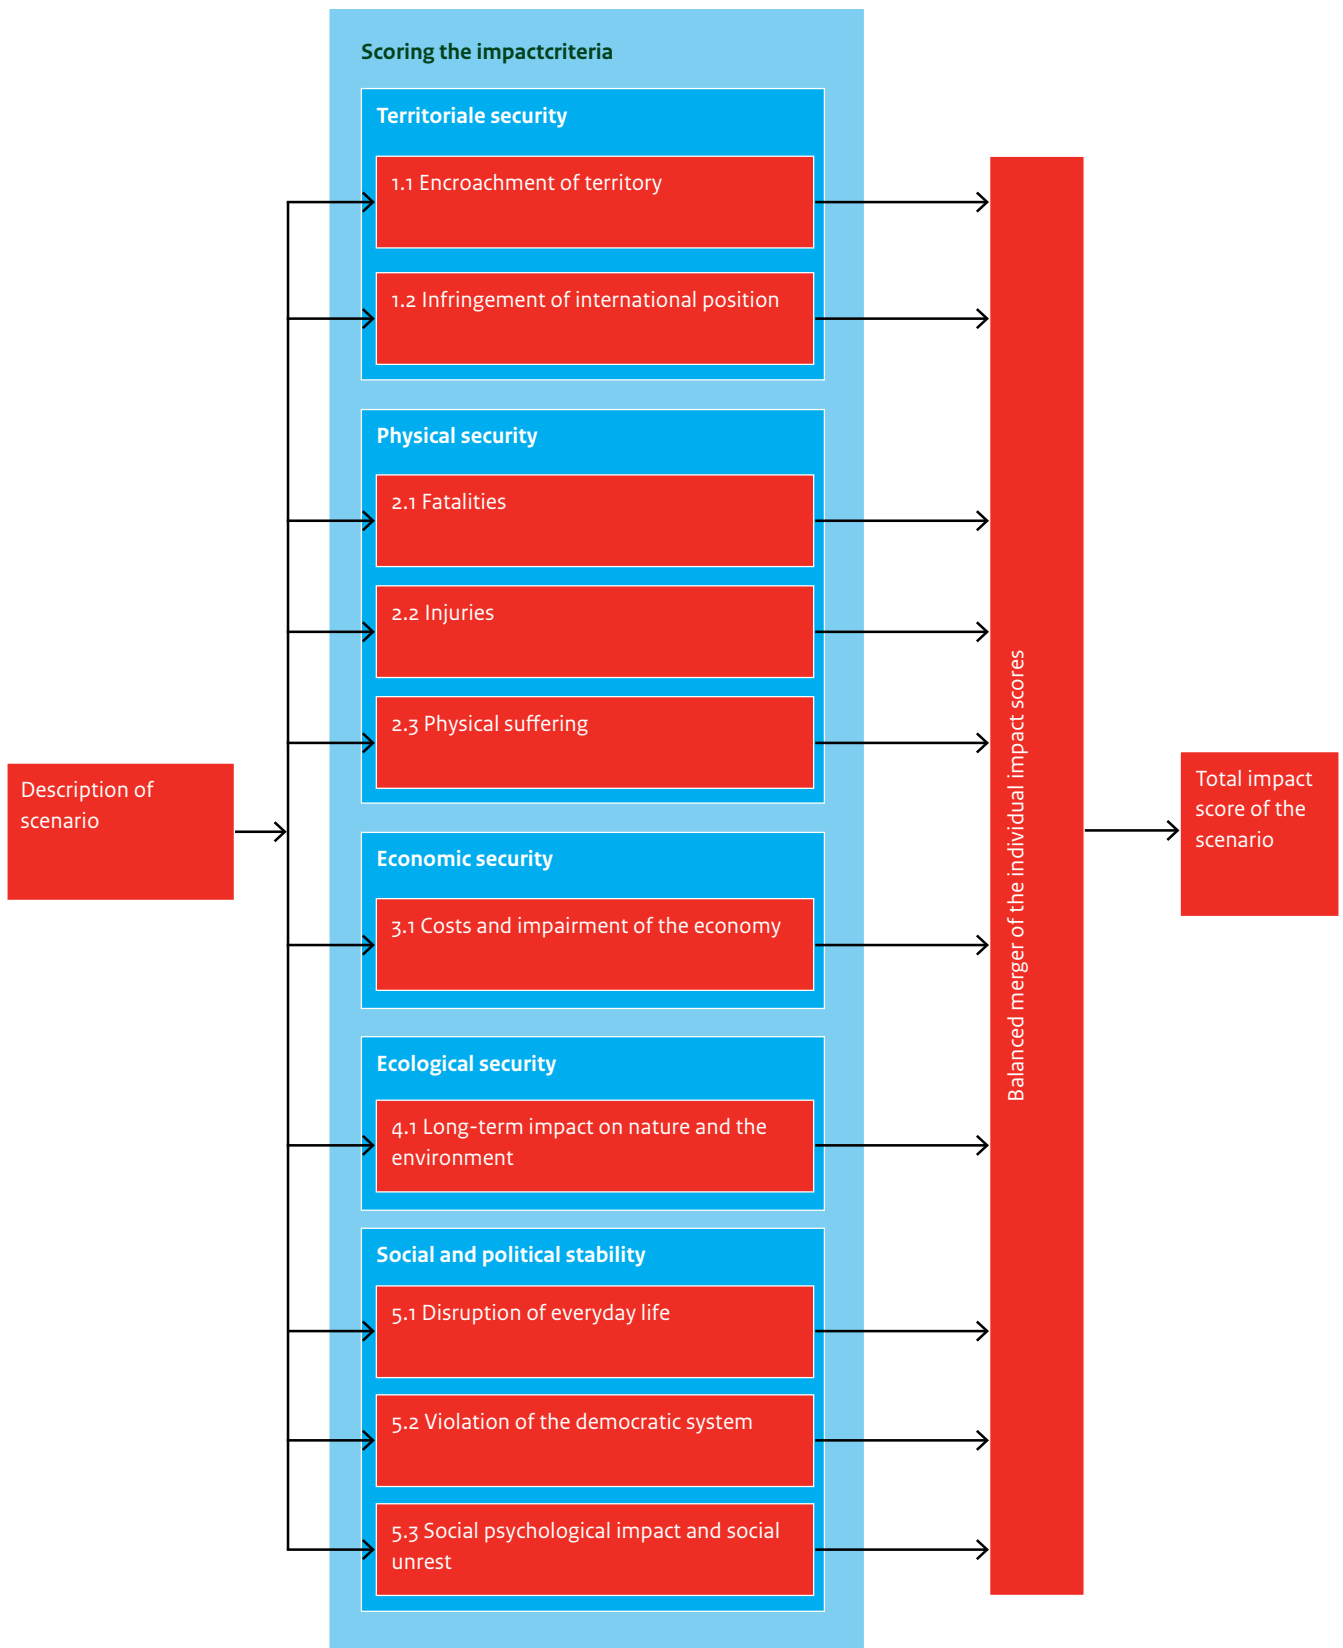 Scoring the impactcriteria
Territoriale security
1.1 Encroachment of territory
1.2 Infringement of international position
Physical security
2.1 Fatalities
2.2 Injuries
2.3 Physical suffering
Description of
scenario
Economic security
3.1 Costs and impairment of the economy
Ecological security
4.1 Long-term impact on nature and the
environment
Social and political stability
5.1 Disruption of everyday life
5.2 Violation of the democratic system
5.3 Social psychological impact and social
unrest
Balanced merger of the individual impact scores
Total impact
score of the
scenario